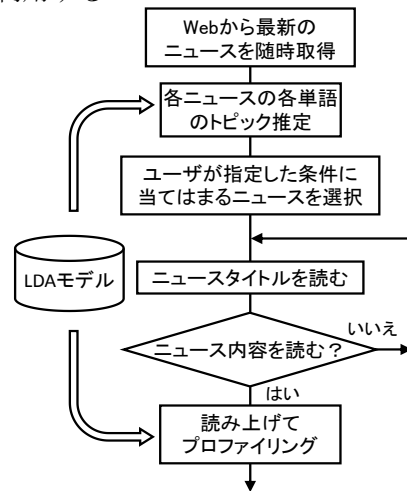 Webから最新の
ニュースを随時取得
各ニュースの各単語
のトピック推定
ユーザが指定した条件に
当てはまるニュースを選択
LDAモデル
ニュースタイトルを読む
ニュース内容を読む？
いいえ
はい
読み上げて
プロファイリング